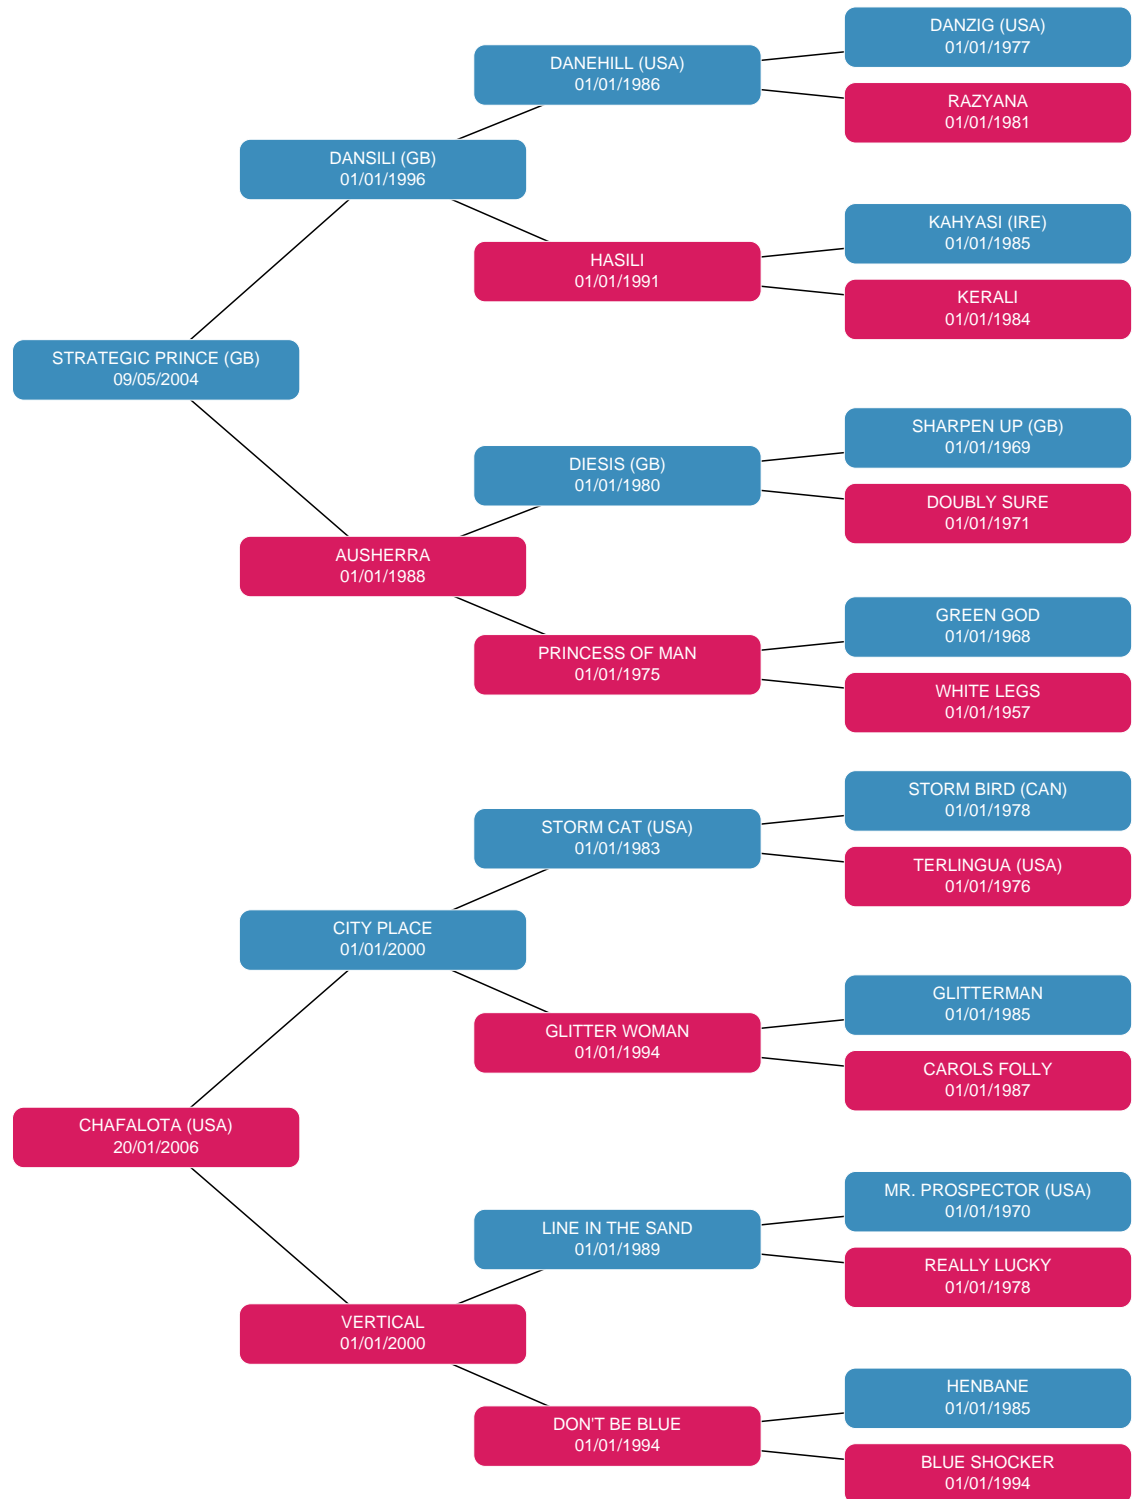 DANZIG (USA)
01/01/1977
DANEHILL (USA)
01/01/1986
RAZYANA
01/01/1981
DANSILI (GB)
01/01/1996
KAHYASI (IRE)
01/01/1985
HASILI
01/01/1991
KERALI
01/01/1984
STRATEGIC PRINCE (GB)
09/05/2004
SHARPEN UP (GB)
01/01/1969
DIESIS (GB)
01/01/1980
DOUBLY SURE
01/01/1971
AUSHERRA
01/01/1988
GREEN GOD
01/01/1968
PRINCESS OF MAN
01/01/1975
WHITE LEGS
01/01/1957
STORM BIRD (CAN)
01/01/1978
STORM CAT (USA)
01/01/1983
TERLINGUA (USA)
01/01/1976
CITY PLACE
01/01/2000
GLITTERMAN
01/01/1985
GLITTER WOMAN
01/01/1994
CAROLS FOLLY
01/01/1987
CHAFALOTA (USA)
20/01/2006
MR. PROSPECTOR (USA)
01/01/1970
LINE IN THE SAND
01/01/1989
REALLY LUCKY
01/01/1978
VERTICAL
01/01/2000
HENBANE
01/01/1985
DON'T BE BLUE
01/01/1994
BLUE SHOCKER
01/01/1994